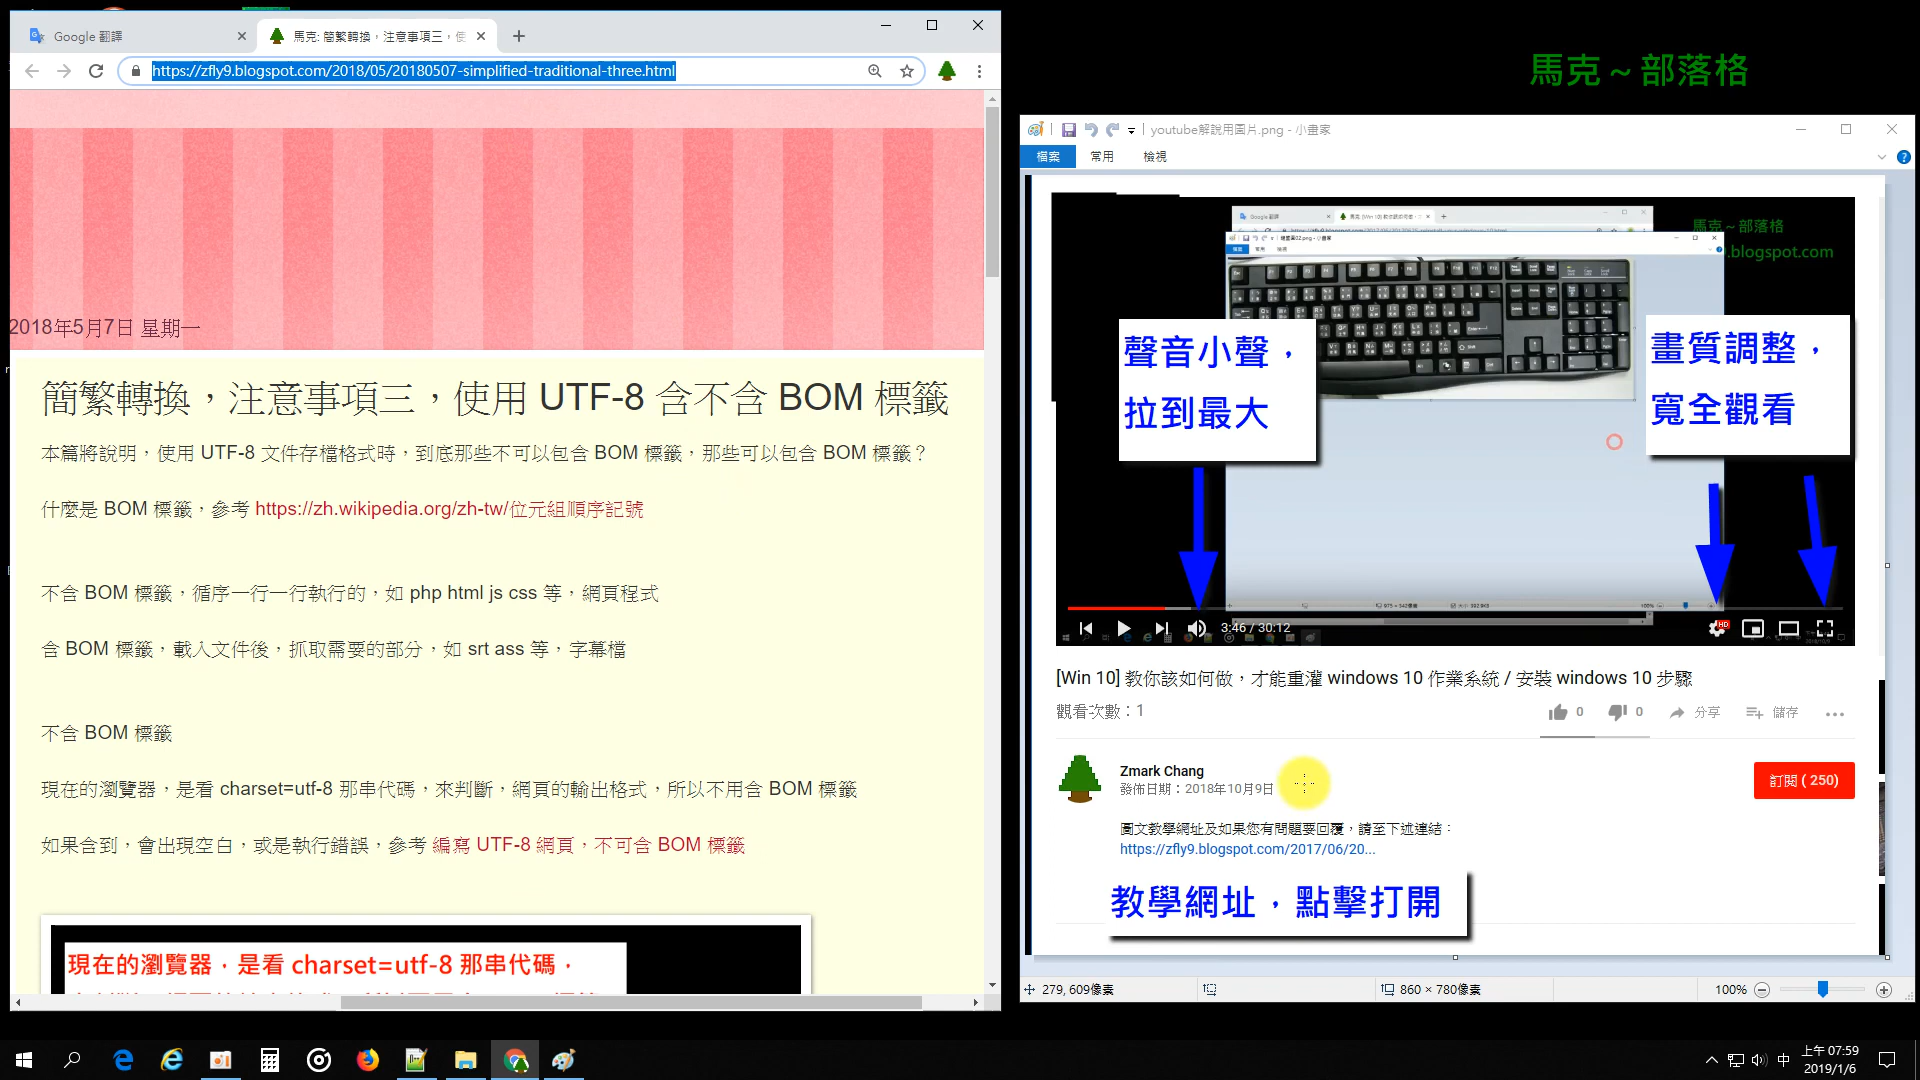 Google 翻譯
馬克: 簡繁轉換，注意事項三，使
https://zfly9.blogspot.com/2018/05/20180507-simplified-traditional-three.html
2018年5月7日 星期一
簡繁轉換，注意事項三，使用 UTF-8 含不含 BOM 標籤
本篇將說明，使用 UTF-8 文件存檔格式時，到底那些不可以包含 BOM 標籤，那些可以包含 BOM 標籤？
什麼是 BOM 標籤，參考 https://zh.wikipedia.org/zh-tw/位元組順序記號
不含 BOM 標籤，循序一行一行執行的，如 php html js css 等，網頁程式
含 BOM 標籤，載入文件後，抓取需要的部分，如 srt ass 等，字幕檔
不含 BOM 標籤
現在的瀏覽器，是看 charset=utf-8 那串代碼，來判斷，網頁的輸出格式，所以不用含 BOM 標籤
如果含到，會出現空白，或是執行錯誤，參考 編寫 UTF-8 網頁，不可含 BOM 標籤
現在的瀏覽器，是看 charset=utf-8 那串代碼，
馬克～部落格
youtube解說用圖片.png - 小畫家
檔案 常用 檢視
Google 翻譯
馬克～部落格
.blogspot.com
聲音小聲，
拉到最大
畫質調整，
寬全觀看
3:46 / 30:12
HD
[Win 10] 教你該如何做，才能重灌 windows 10 作業系統 / 安裝 windows 10 步驟
觀看次數：1
0 0 分享 儲存
Zmark Chang
發佈日期：2018年10月9日
訂閱 ( 250)
圖文教學網址及如果您有問題要回覆，請至下述連結：
https://zfly9.blogspot.com/2017/06/20...
教學網址，點擊打開
279, 609像素
860 × 780像素
100%
中
上午 07:59
2019/1/6